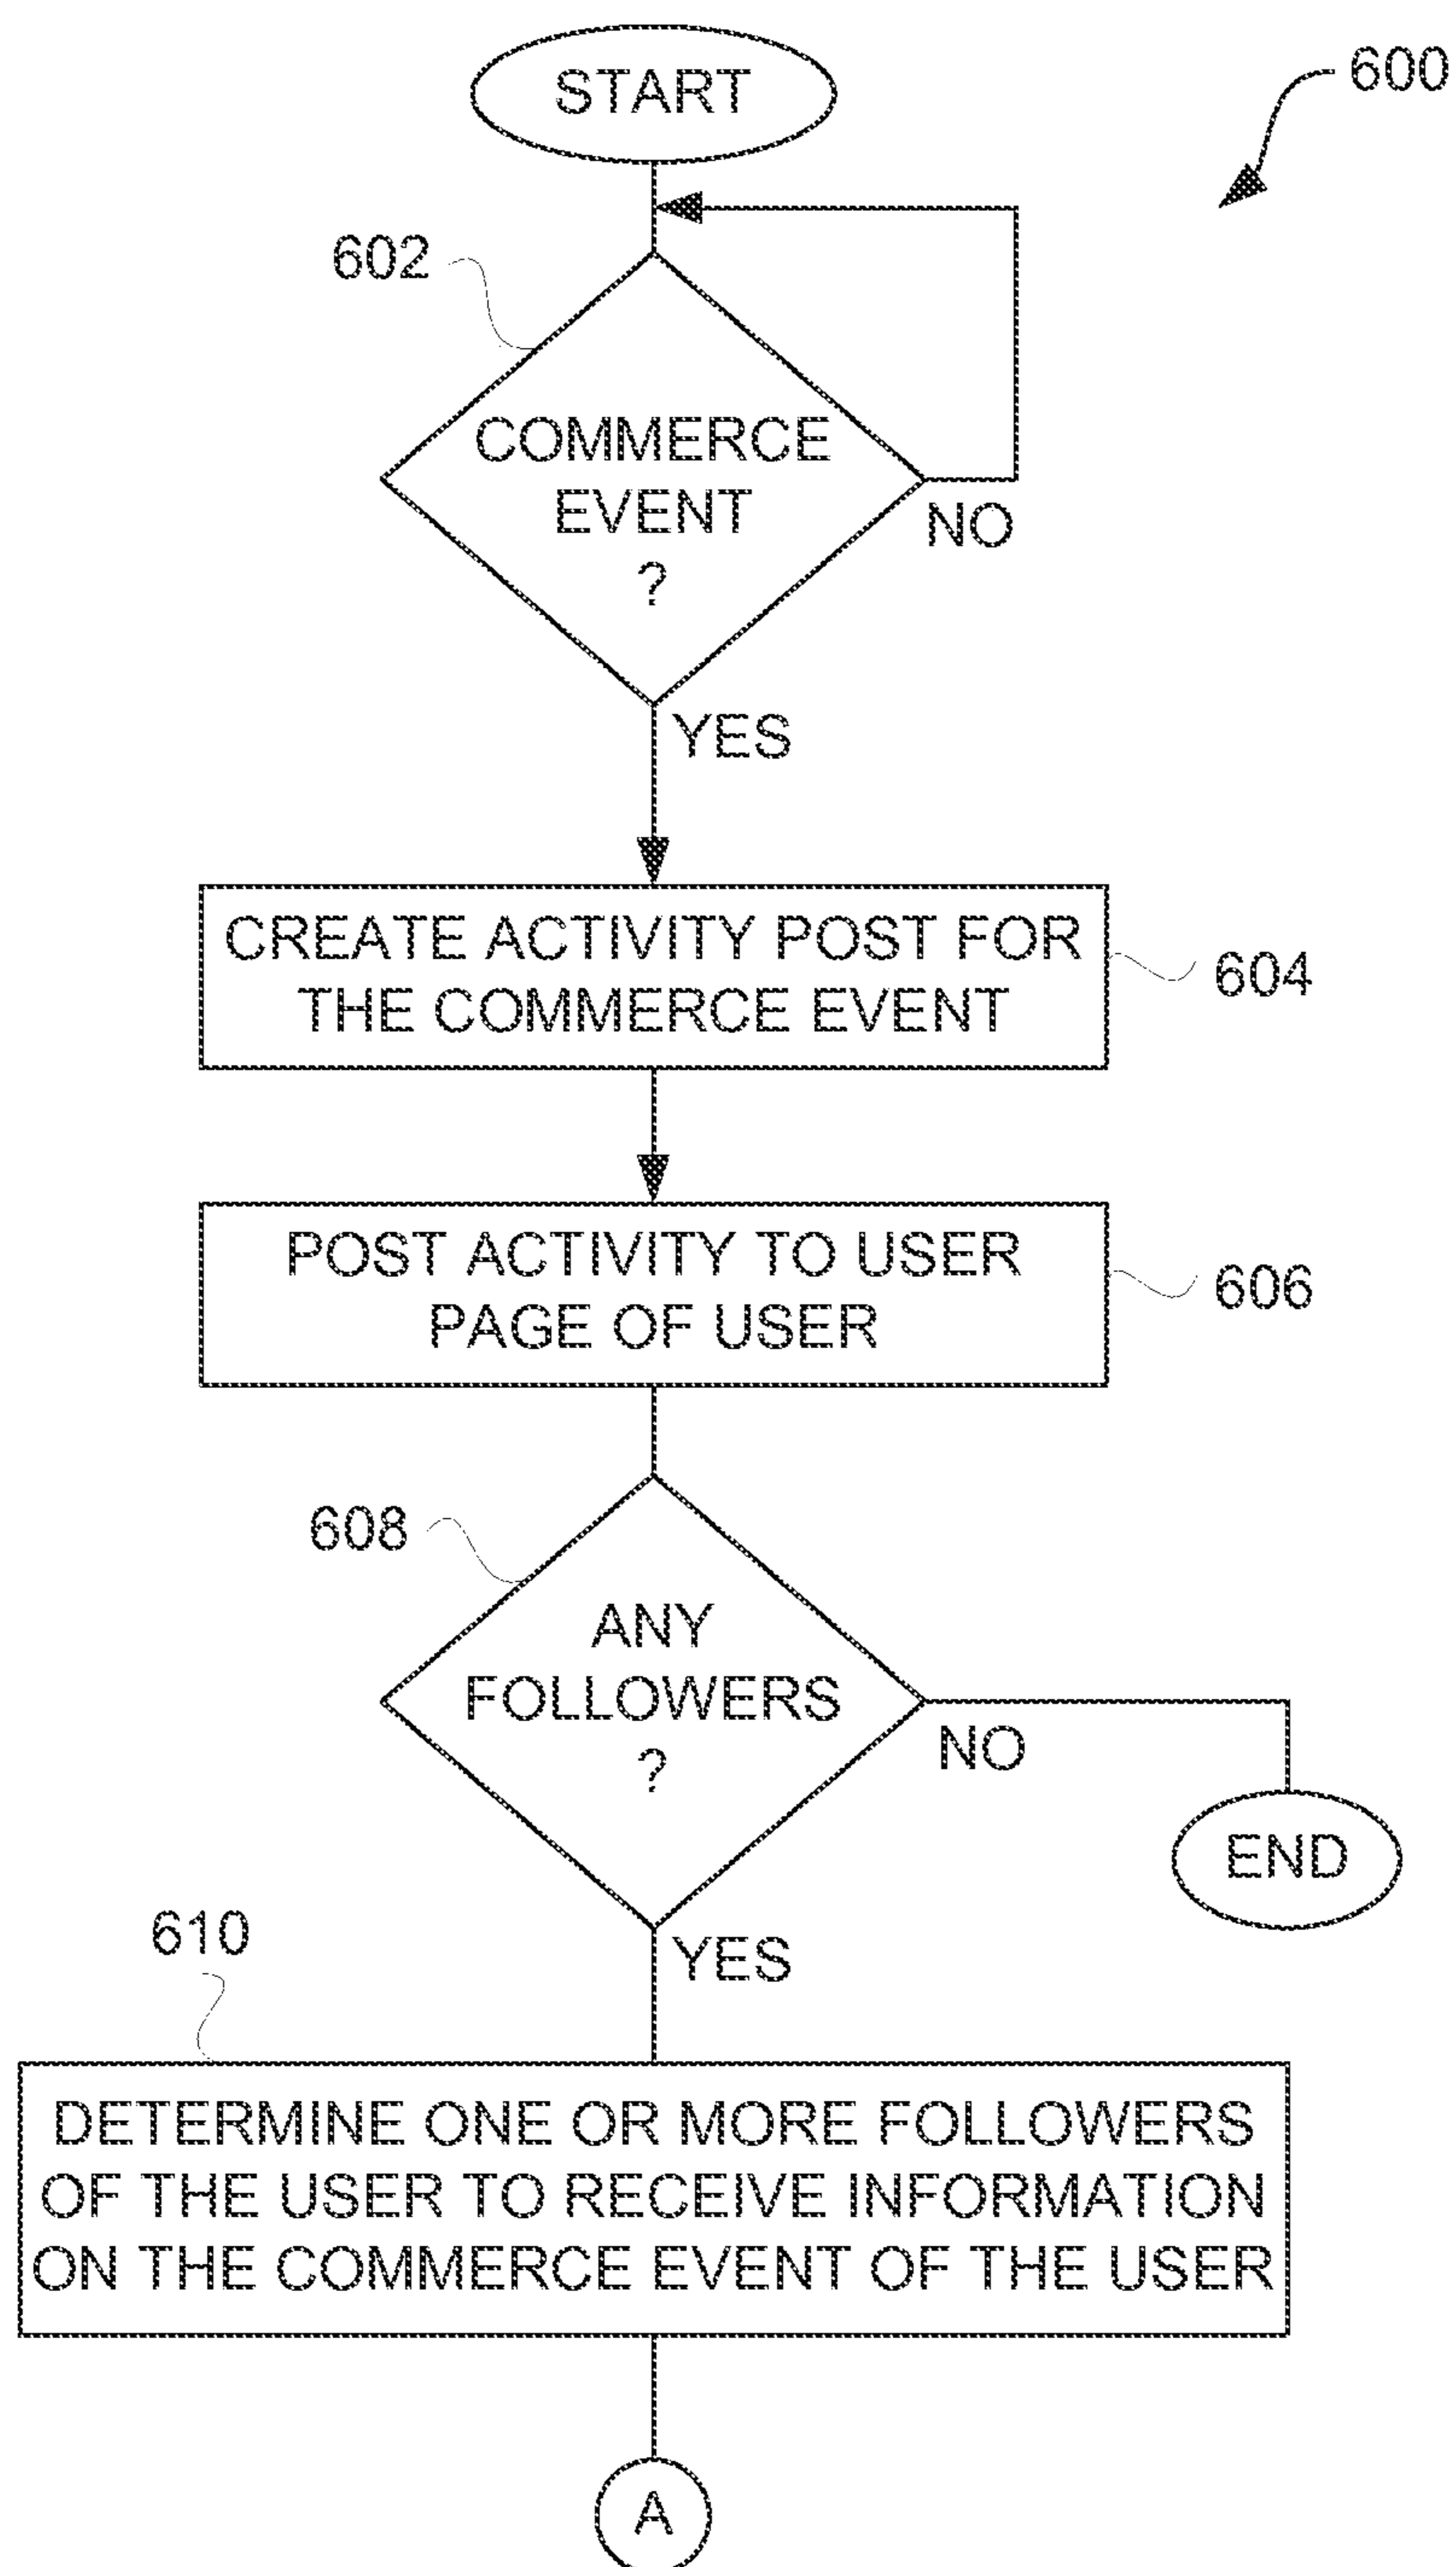 START
600
602
COMMERCE
EVENT
?
NO
YES
CREATE ACTIVITY POST FOR
THE COMMERCE EVENT
604
POST ACTIVITY TO USER
PAGE OF USER
606
608
ANY
FOLLOWERS
?
NO
END
YES
610
DETERMINE ONE OR MORE FOLLOWERS
OF THE USER TO RECEIVE INFORMATION
ON THE COMMERCE EVENT OF THE USER
A